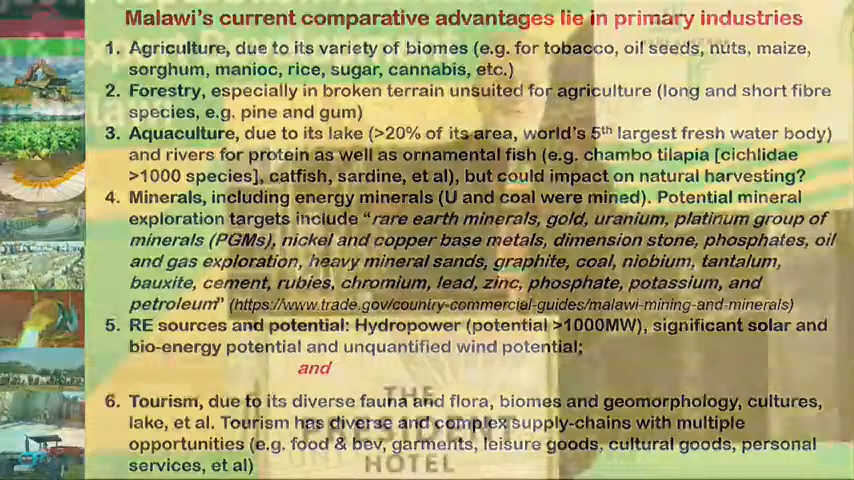 Malawi's current comparative advantages lie in primary industries
1. Agriculture, due to its variety of biomes (e.g. for tobacco, oil seeds, nuts, maize,
sorghum, manioc, rice, sugar, cannabis, etc.)
2. Forestry, especially in broken terrain unsuited for agriculture (long and short fibre
species, e.g. pine and gum)
3. Aquaculture, due to its lake (>20% of its area, world's 5th largest fresh water body)
and rivers for protein as well as ornamental fish (e.g. chambo tilapia [cichlidae
>1000 species], catfish, sardine, et al), but could impact on natural harvesting?
4. Minerals, including energy minerals (U and coal were mined). Potential mineral
exploration targets include "rare earth minerals, gold, uranium, platinum group of
minerals (PGMs), nickel and copper base metals, dimension stone, phosphates, oil
and gas exploration, heavy mineral sands, graphite, coal, niobium, tantalum,
bauxite, cement, rubies, chromium, lead, zinc, phosphate, potassium, and
petroleum" (https://www.trade.gov/country-commercial-guides/malawi-mining-and-minerals)
5. RE sources and potential: Hydropower (potential >1000MW), significant solar and
bio-energy potential and unquantified wind potential;
and
6. Tourism, due to its diverse fauna and flora, biomes and geomorphology, cultures,
lake, et al. Tourism has diverse and complex supply-chains with multiple
opportunities (e.g. food & bev, garments, leisure goods, cultural goods, personal
services, et al)
THE
PRESIDENT
HOTEL